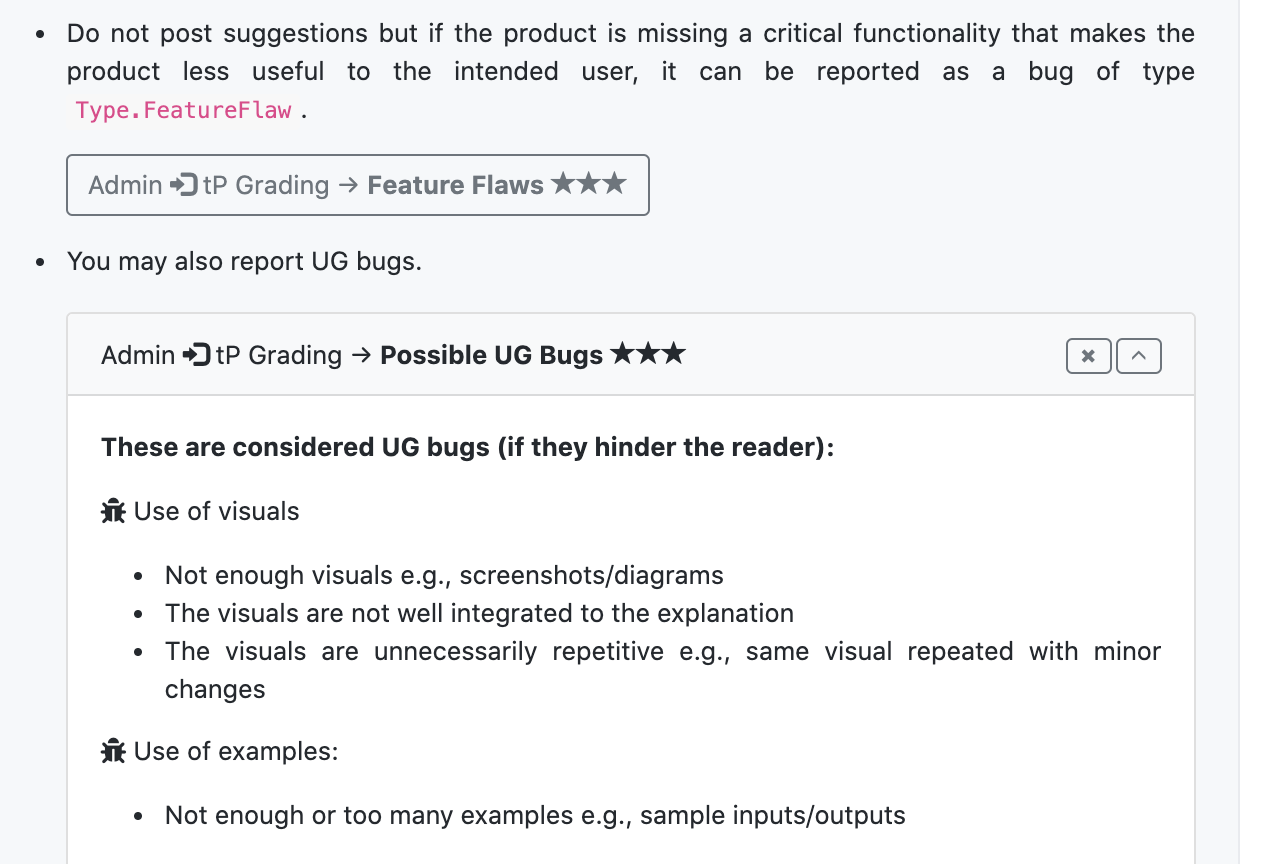 Do not post suggestions but if the product is missing a critical functionality that makes the
product less useful to the intended user, it can be reported as a bug of type
Type.FeatureFlaw .
Admin tP Grading → Feature Flaws ★★★
You may also report UG bugs.
Admin tP Grading → Possible UG Bugs ★★★
These are considered UG bugs (if they hinder the reader):
Use of visuals
Not enough visuals e.g., screenshots/diagrams
The visuals are not well integrated to the explanation
The visuals are unnecessarily repetitive e.g., same visual repeated with minor
changes
Use of examples:
Not enough or too many examples e.g., sample inputs/outputs